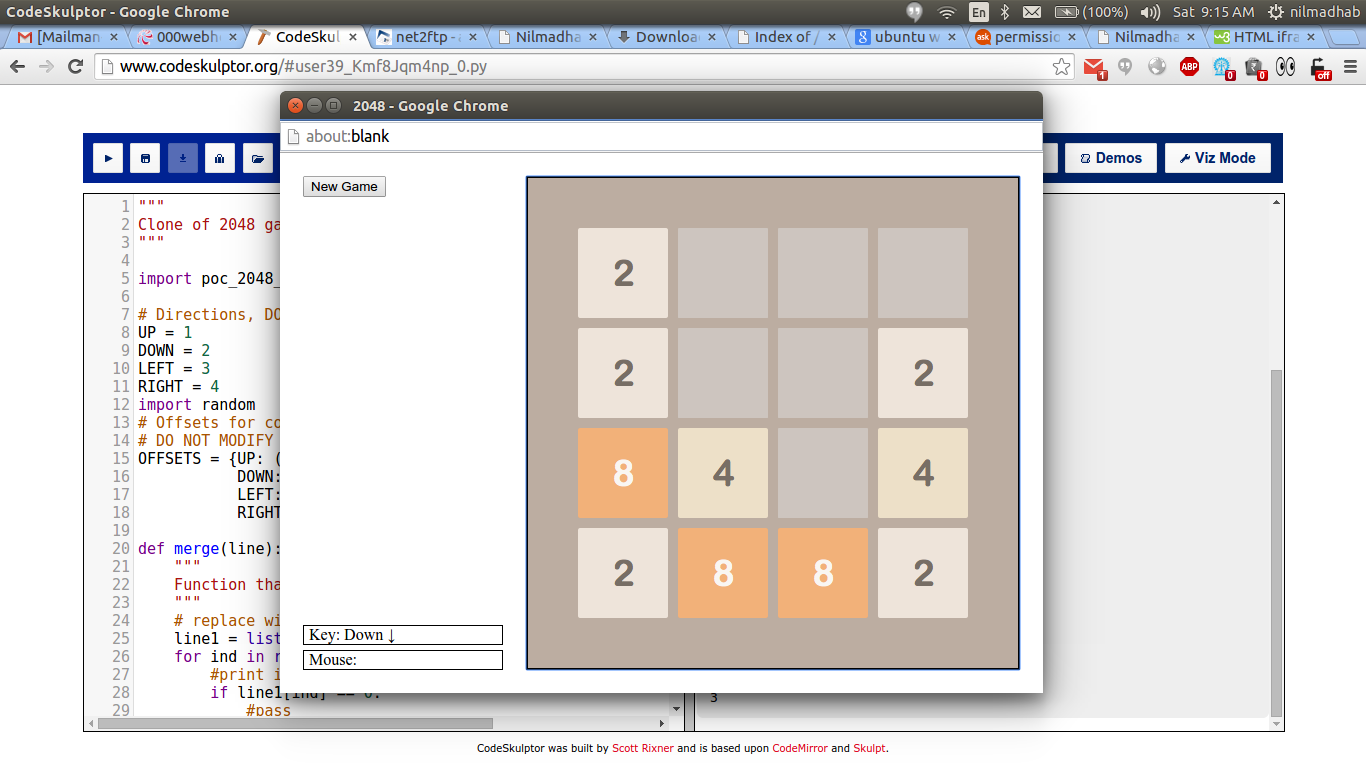 CodeSkulptor - Google Chrome
En
(100%)
Sat 9:15 AM
nilmadhab
[Mailman
000webh
CodeSkul
net2ftp - a
Nilmadha
Downloa
Index of /
ubuntu w
ask
permissio
Nilmadha
w3
HTML ifra
www.codeskulptor.org/#user39_Kmf8Jqm4np_0.py
1
ABP
0
0
off
2048 - Google Chrome
about:blank
Demos
Viz Mode
New Game
2
2 2
8 4 4
2 8 8 2
Key: Down ↓
Mouse:
1 """
2 Clone of 2048 ga
3 """
4
5 import poc_2048_
6
7 # Directions, DO
8 UP = 1
9 DOWN = 2
10 LEFT = 3
11 RIGHT = 4
12 import random
13 # Offsets for co
14 # DO NOT MODIFY
15 OFFSETS = {UP: (
16 DOWN:
17 LEFT:
18 RIGHT
19
20 def merge(line):
21 """
22 Function tha
23 """
24 # replace wi
25 line1 = list
26 for ind in r
27 #print i
28 if line1[ind] == 0:
29 #pass
3
CodeSkulptor was built by Scott Rixner and is based upon CodeMirror and Skulpt.